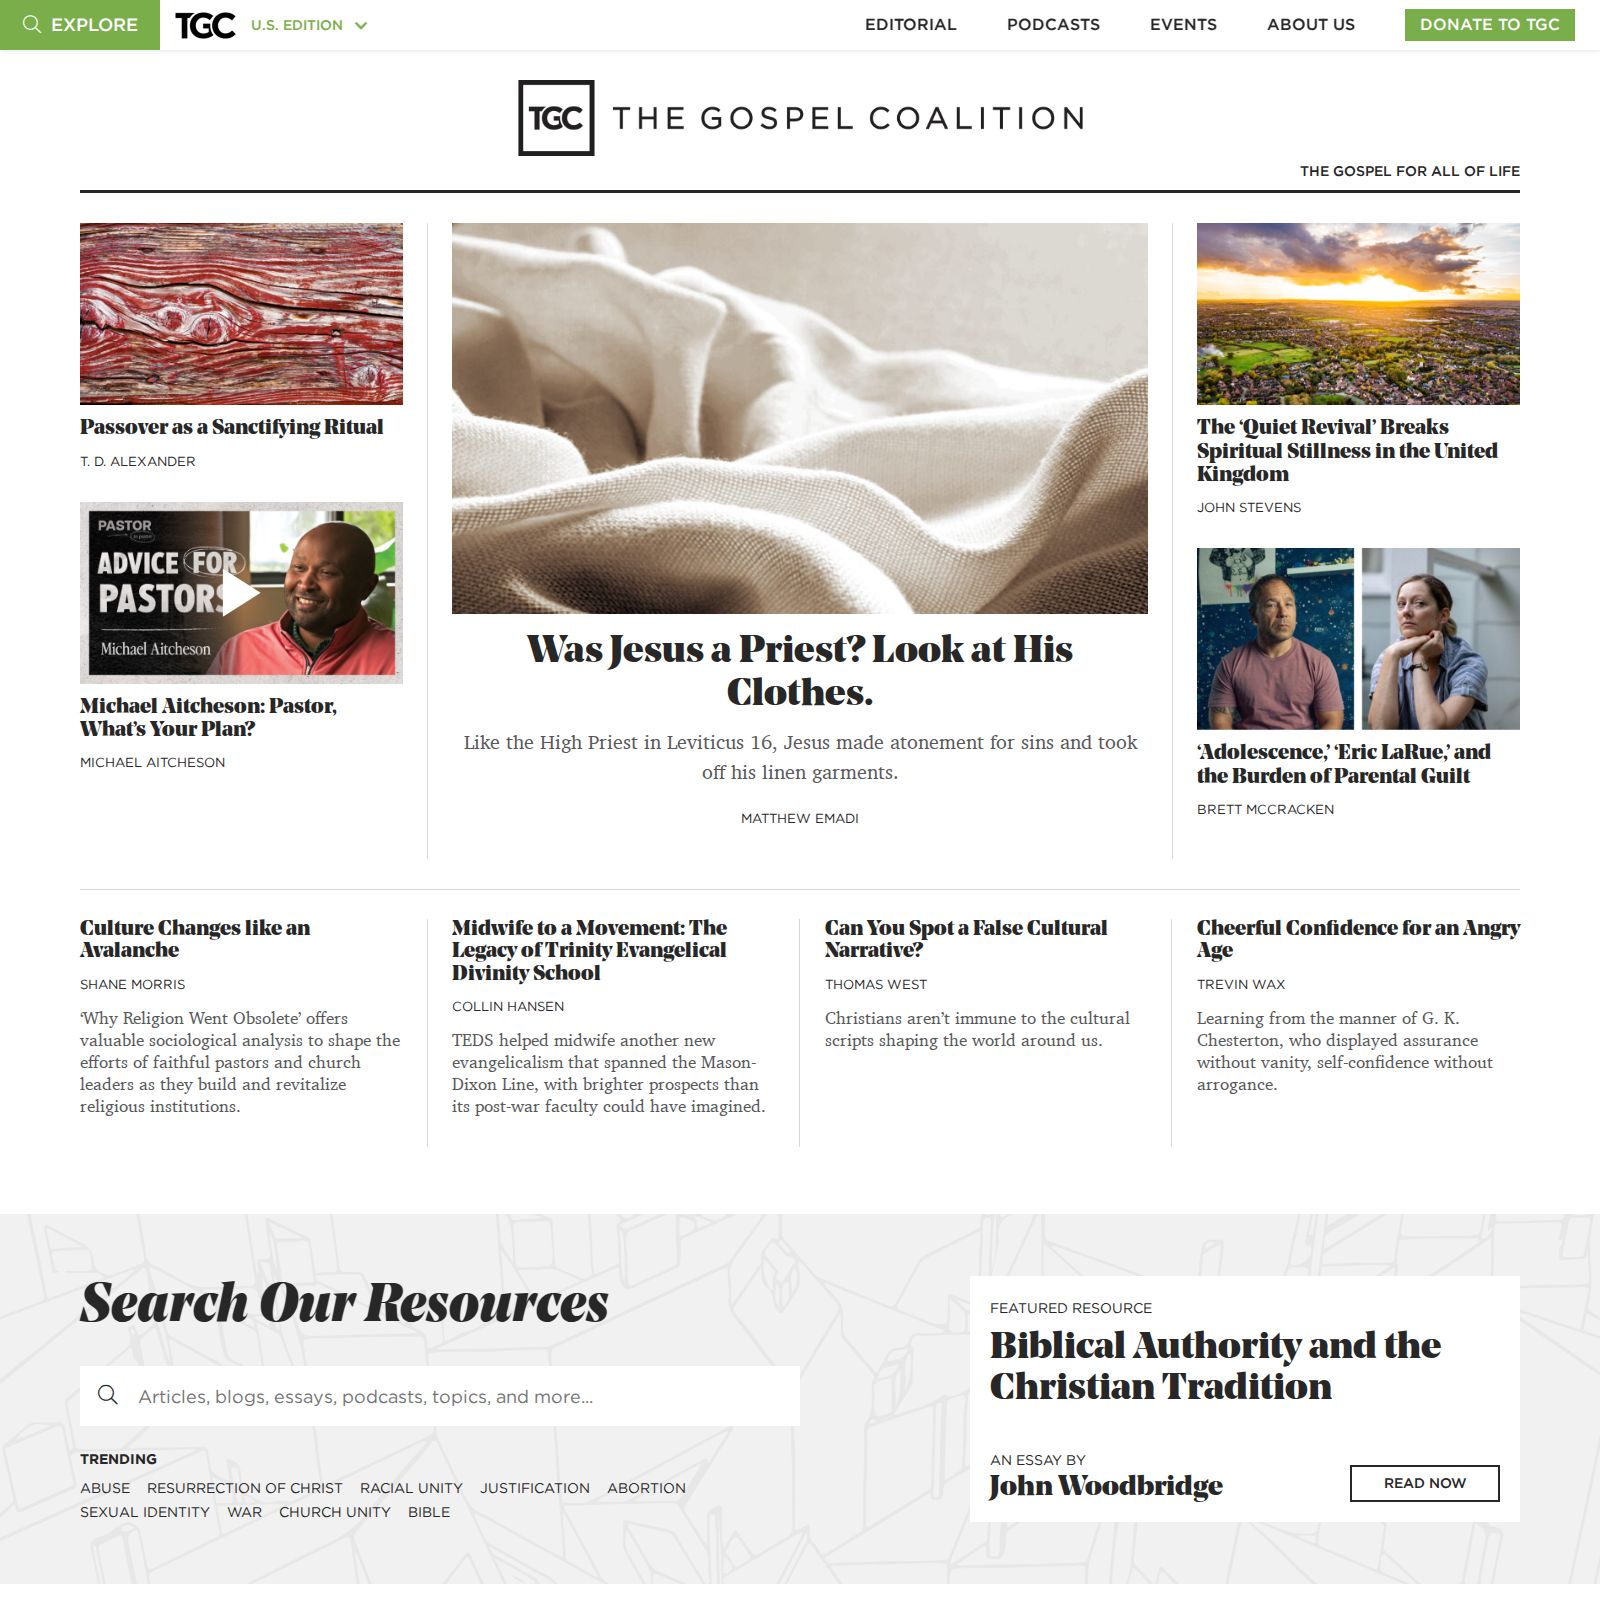 EXPLORE
TGC
U.S. EDITION
EDITORIAL
PODCASTS
EVENTS
ABOUT US
DONATE TO TGC
TGC THE GOSPEL COALITION
THE GOSPEL FOR ALL OF LIFE
Passover as a Sanctifying Ritual
T. D. ALEXANDER
PASTOR
ADVICE FOR
PASTORS
Michael Aitcheson
Michael Aitcheson: Pastor,
What’s Your Plan?
MICHAEL AITCHESON
Was Jesus a Priest? Look at His
Clothes.
Like the High Priest in Leviticus 16, Jesus made atonement for sins and took
off his linen garments.
MATTHEW EMADI
The ‘Quiet Revival’ Breaks
Spiritual Stillness in the United
Kingdom
JOHN STEVENS
‘Adolescence,’ ‘Eric LaRue,’ and
the Burden of Parental Guilt
BRETT MCCRACKEN
Culture Changes like an
Avalanche
SHANE MORRIS
‘Why Religion Went Obsolete’ offers
valuable sociological analysis to shape the
efforts of faithful pastors and church
leaders as they build and revitalize
religious institutions.
Midwife to a Movement: The
Legacy of Trinity Evangelical
Divinity School
COLLIN HANSEN
TEDS helped midwife another new
evangelicalism that spanned the Mason-
Dixon Line, with brighter prospects than
its post-war faculty could have imagined.
Can You Spot a False Cultural
Narrative?
THOMAS WEST
Christians aren’t immune to the cultural
scripts shaping the world around us.
Cheerful Confidence for an Angry
Age
TREVIN WAX
Learning from the manner of G. K.
Chesterton, who displayed assurance
without vanity, self-confidence without
arrogance.
Search Our Resources
Articles, blogs, essays, podcasts, topics, and more...
TRENDING
ABUSE RESURRECTION OF CHRIST RACIAL UNITY JUSTIFICATION ABORTION
SEXUAL IDENTITY WAR CHURCH UNITY BIBLE
FEATURED RESOURCE
Biblical Authority and the
Christian Tradition
AN ESSAY BY
John Woodbridge
READ NOW